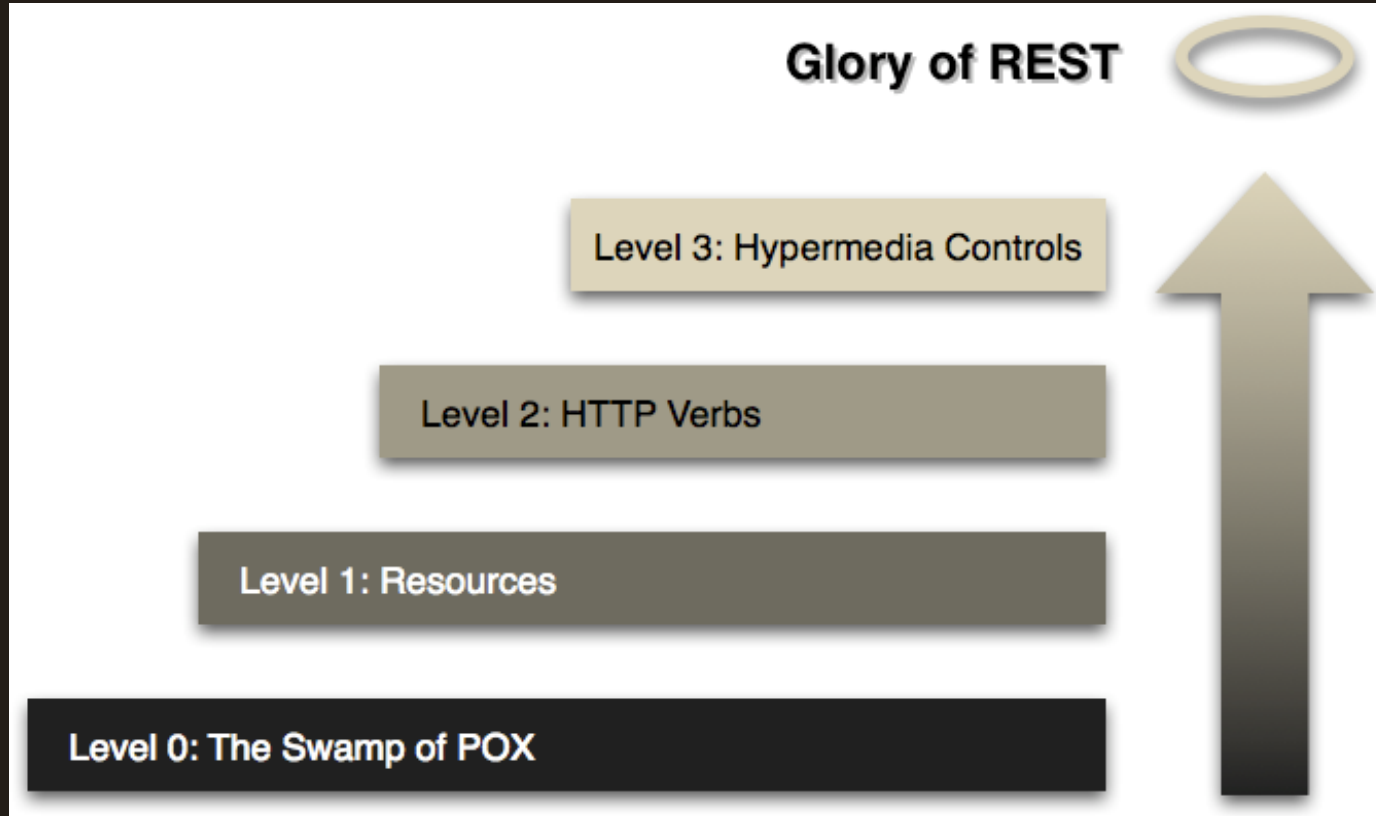 Glory of REST
Level 3: Hypermedia Controls
Level 2: HTTP Verbs
Level 1: Resources
Level 0: The Swamp of POX